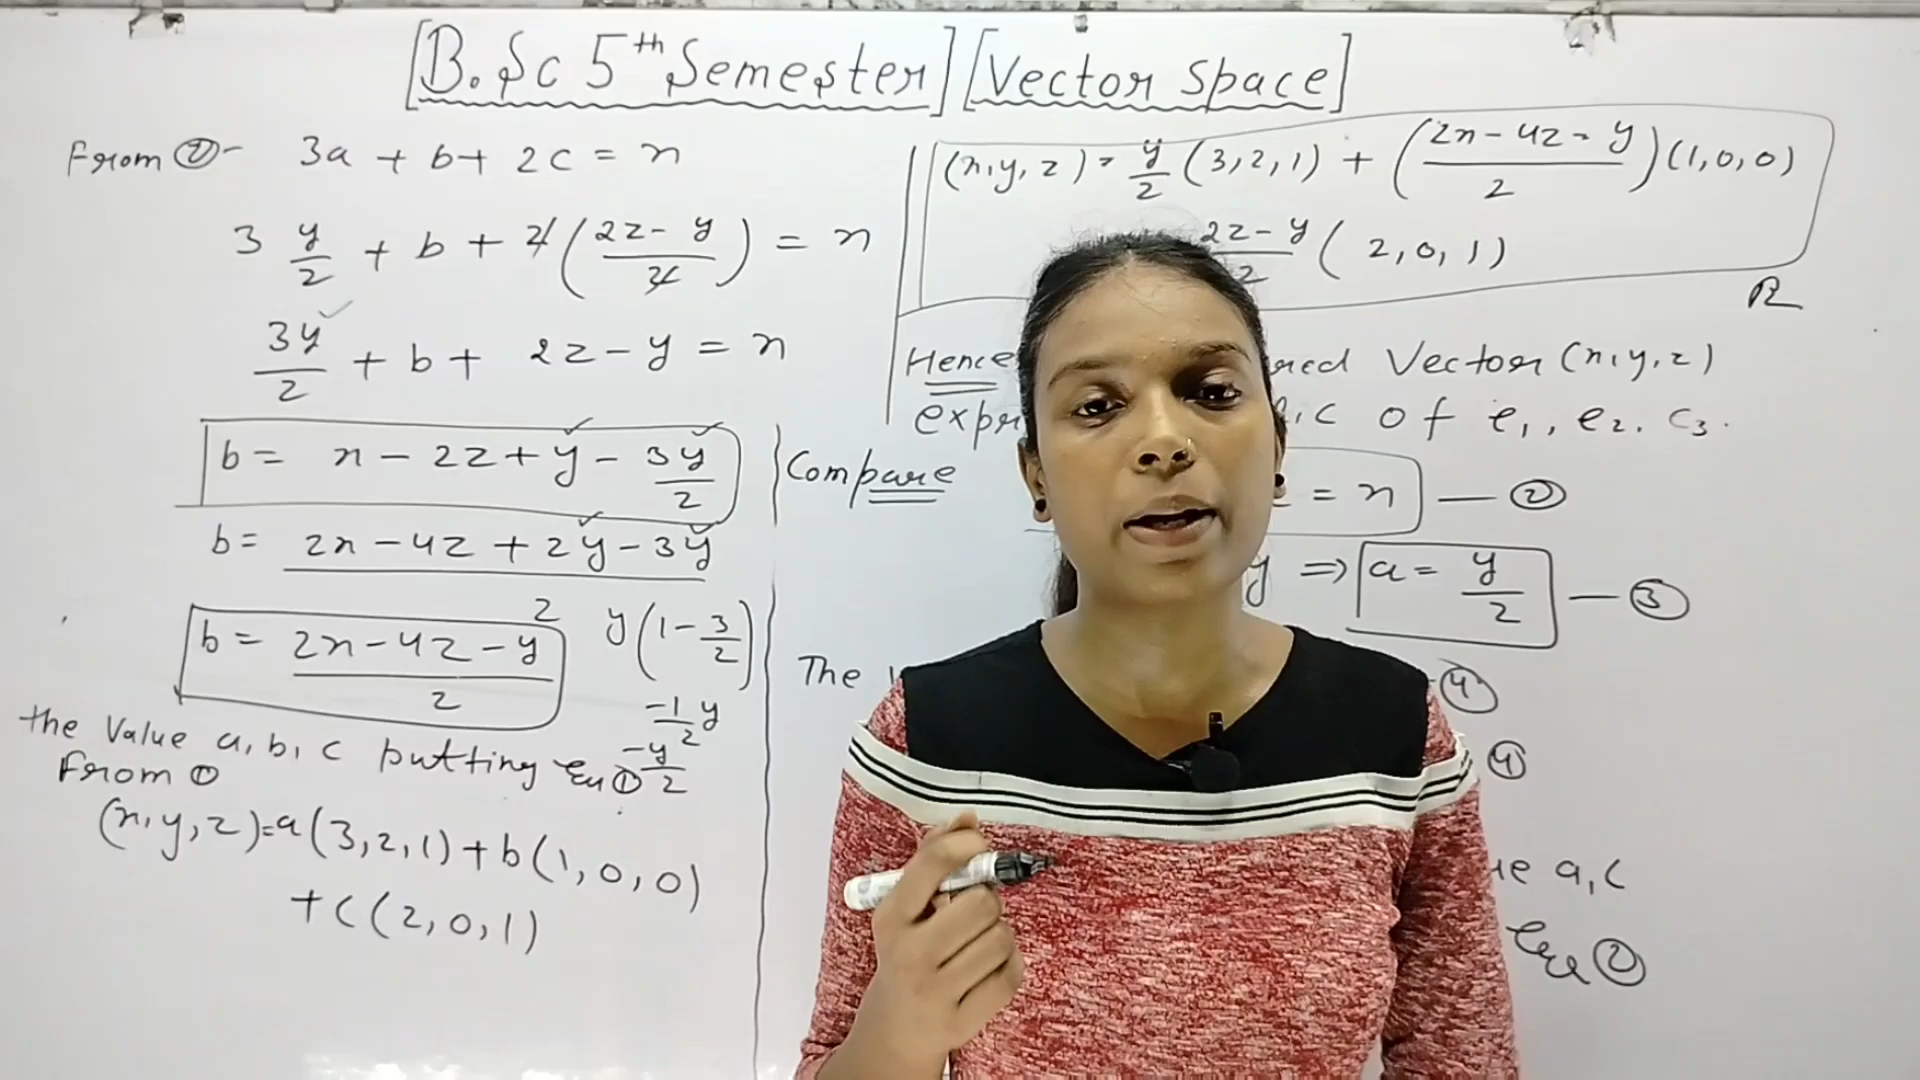 [B.Sc 5th Semester] [Vector Space]
From ② - 3a + b + 2c = x
3 y/2 + b + 2((2z - y)/2) = x
3y/2 + b + 2z - y = x
b = x - 2z + y - 3y/2
b = (2x - 4z + 2y - 3y)/2
b = (2x - 4z - y)/2
y(1 - 3/2)
-1/2 y
-y/2
the Value a, b, c putting Eq ①
From ①
(x, y, z) = a(3, 2, 1) + b(1, 0, 0)
+ c(2, 0, 1)
(x, y, z) = y/2 (3, 2, 1) + ((2x - 4z - y)/2)(1, 0, 0)
(2z - y)/2 (2, 0, 1)
Hence Vector (x, y, z)
of e1, e2, e3.
Compare
= x — ②
y ⇒ a = y/2 — ③
The
④
④
a, c
②